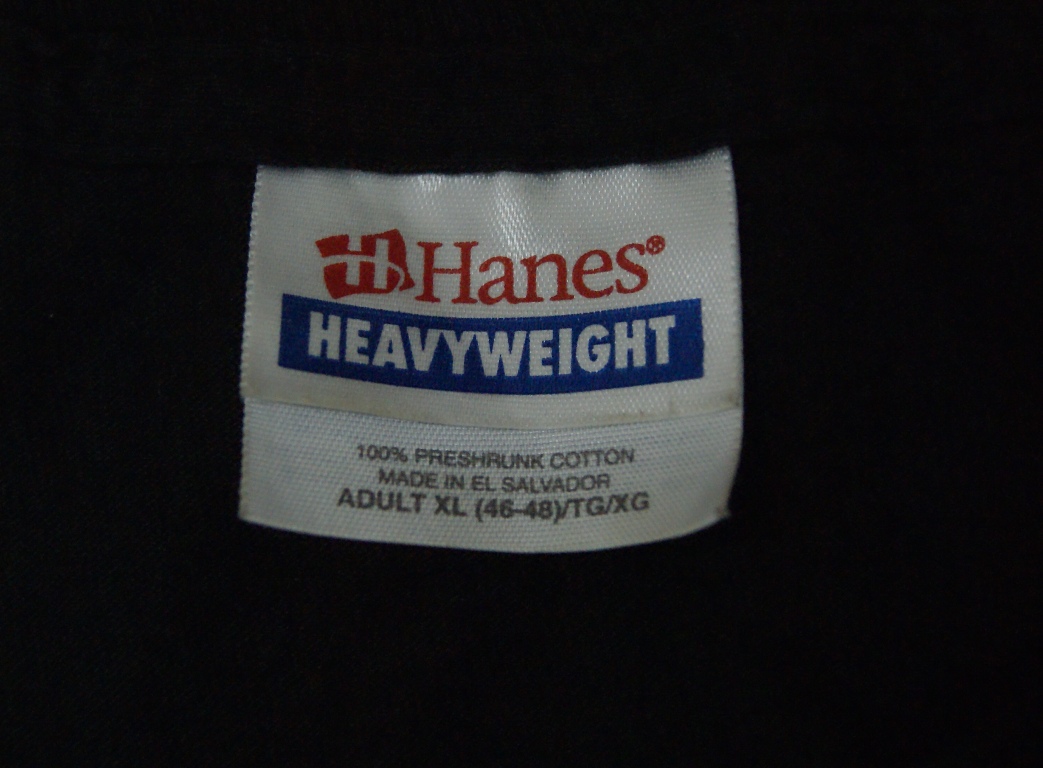 Hanes®
HEAVYWEIGHT
100% PRESHRUNK COTTON
MADE IN EL SALVADOR
ADULT XL (46-48)/TG/XG